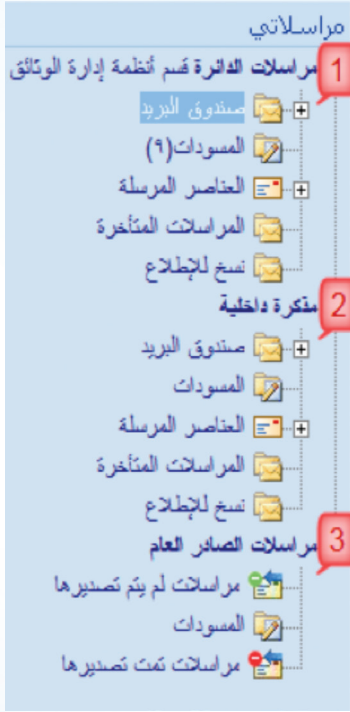 مراسلاتي
1 مراسلات الدائرة قسم أنظمة إدارة الوثائق
صندوق البريد
المسودات(٩)
العناصر المرسلة
المراسلات المتأخرة
نسخ للإطلاع
2 مذكرة داخلية
صندوق البريد
المسودات
العناصر المرسلة
المراسلات المتأخرة
نسخ للإطلاع
3 مراسلات الصادر العام
مراسلات لم يتم تصديرها
المسودات
مراسلات تمت تصديرها